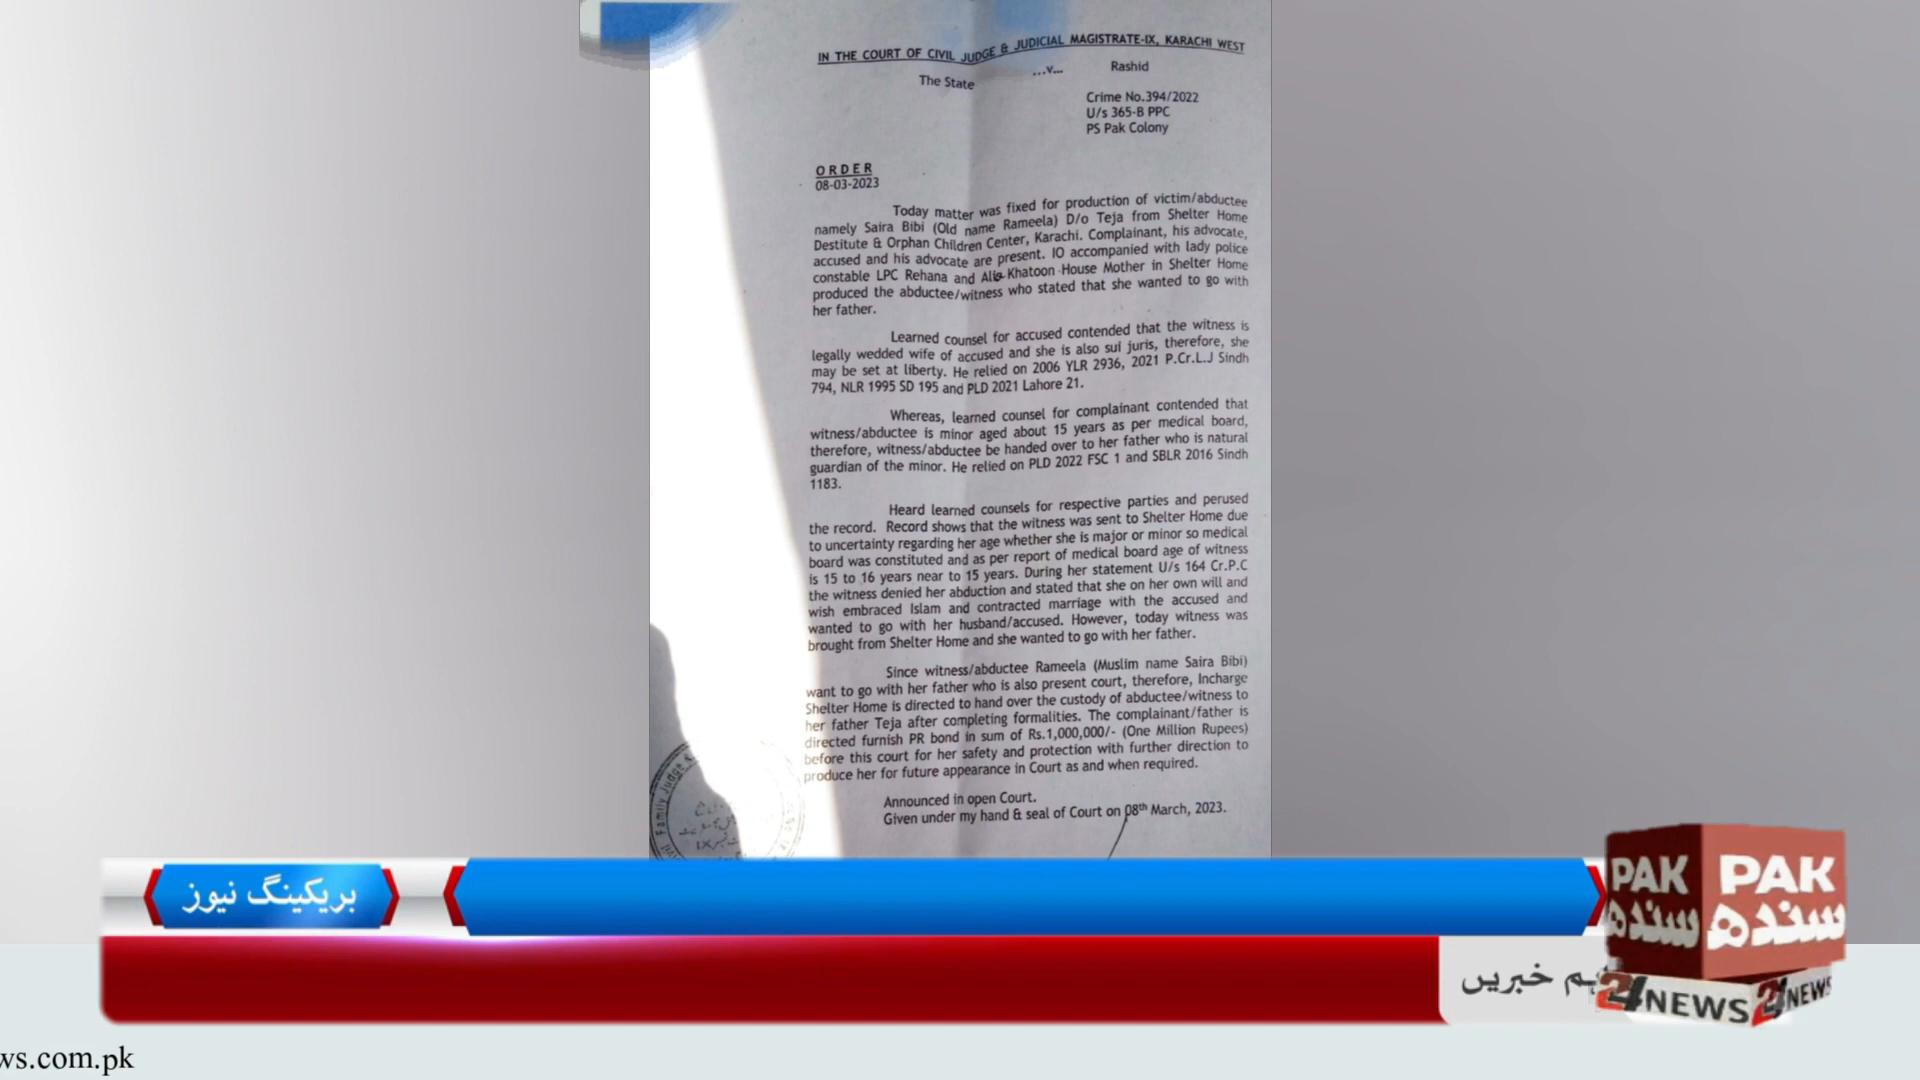 IN THE COURT OF CIVIL JUDGE & JUDICIAL MAGISTRATE-IX, KARACHI WEST
The State ...v... Rashid
Crime No.394/2022
U/s 365-B PPC
PS Pak Colony
ORDER
08-03-2023
Today matter was fixed for production of victim/abductee
namely Saira Bibi (Old name Rameela) D/o Teja from Shelter Home
Destitute & Orphan Children Center, Karachi. Complainant, his advocate,
accused and his advocate are present. IO accompanied with lady police
constable LPC Rehana and Alia Khatoon House Mother in Shelter Home
produced the abductee/witness who stated that she wanted to go with
her father.
Learned counsel for accused contended that the witness is
legally wedded wife of accused and she is also sui juris, therefore, she
may be set at liberty. He relied on 2006 YLR 2936, 2021 P.Cr.L.J Sindh
794, NLR 1995 SD 195 and PLD 2021 Lahore 21.
Whereas, learned counsel for complainant contended that
witness/abductee is minor aged about 15 years as per medical board,
therefore, witness/abductee be handed over to her father who is natural
guardian of the minor. He relied on PLD 2022 FSC 1 and SBLR 2016 Sindh
1183.
Heard learned counsels for respective parties and perused
the record. Record shows that the witness was sent to Shelter Home due
to uncertainty regarding her age whether she is major or minor so medical
board was constituted and as per report of medical board age of witness
is 15 to 16 years near to 15 years. During her statement U/s 164 Cr.P.C
the witness denied her abduction and stated that she on her own will and
wish embraced Islam and contracted marriage with the accused and
wanted to go with her husband/accused. However, today witness was
brought from Shelter Home and she wanted to go with her father.
Since witness/abductee Rameela (Muslim name Saira Bibi)
want to go with her father who is also present court, therefore, Incharge
Shelter Home is directed to hand over the custody of abductee/witness to
her father Teja after completing formalities. The complainant/father is
directed furnish PR bond in sum of Rs.1,000,000/- (One Million Rupees)
before this court for her safety and protection with further direction to
produce her for future appearance in Court as and when required.
Announced in open Court.
Given under my hand & seal of Court on 08th March, 2023.
Family Judge
بریکینگ نیوز
PAK PAK
سنڌ سنڌ
ہم خبریں
24 NEWS 24 NEWS
ws.com.pk